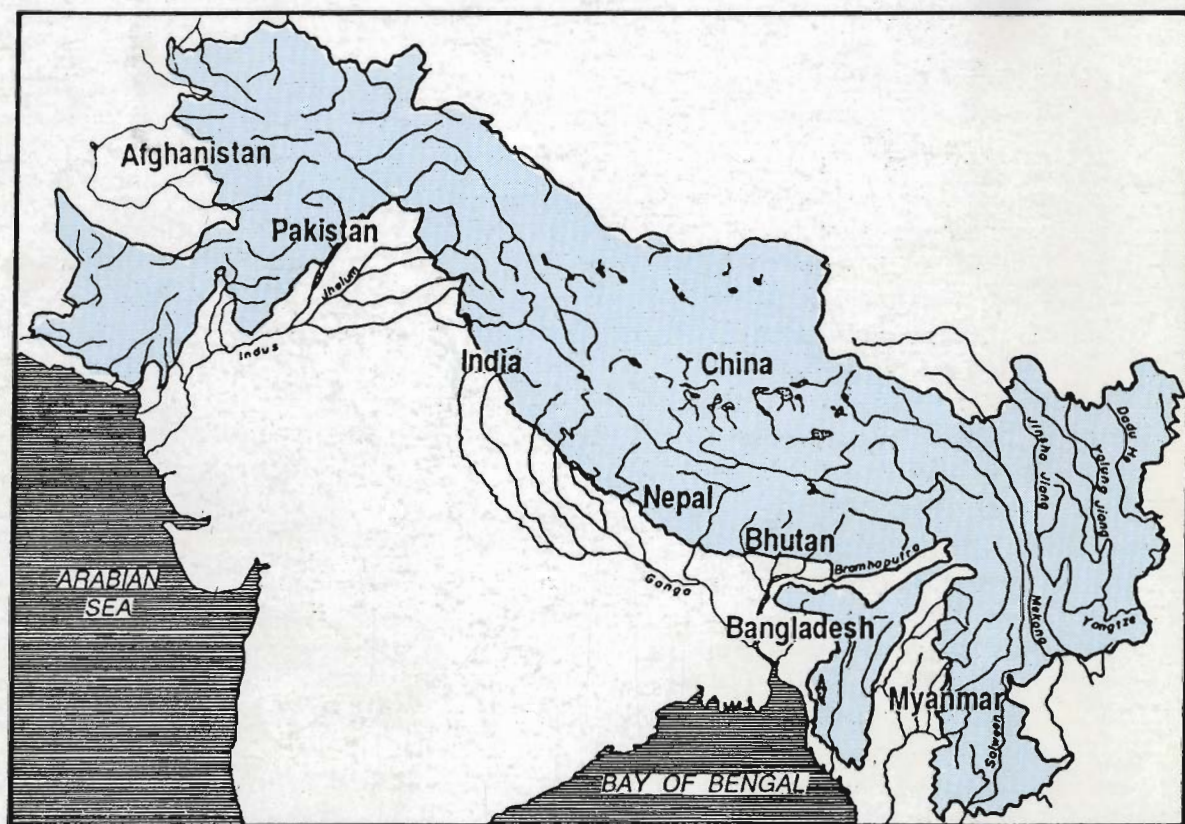 Afghanistan
Pakistan
Jhelum
Indus
India
China
Jinsha Jiang
Yalung Jiang
Dadu He
Nepal
Bhutan
Bramhaputra
Ganga
ARABIAN
SEA
Bangladesh
Mekong
Yangtze
Myanmar
Salween
BAY OF BENGAL